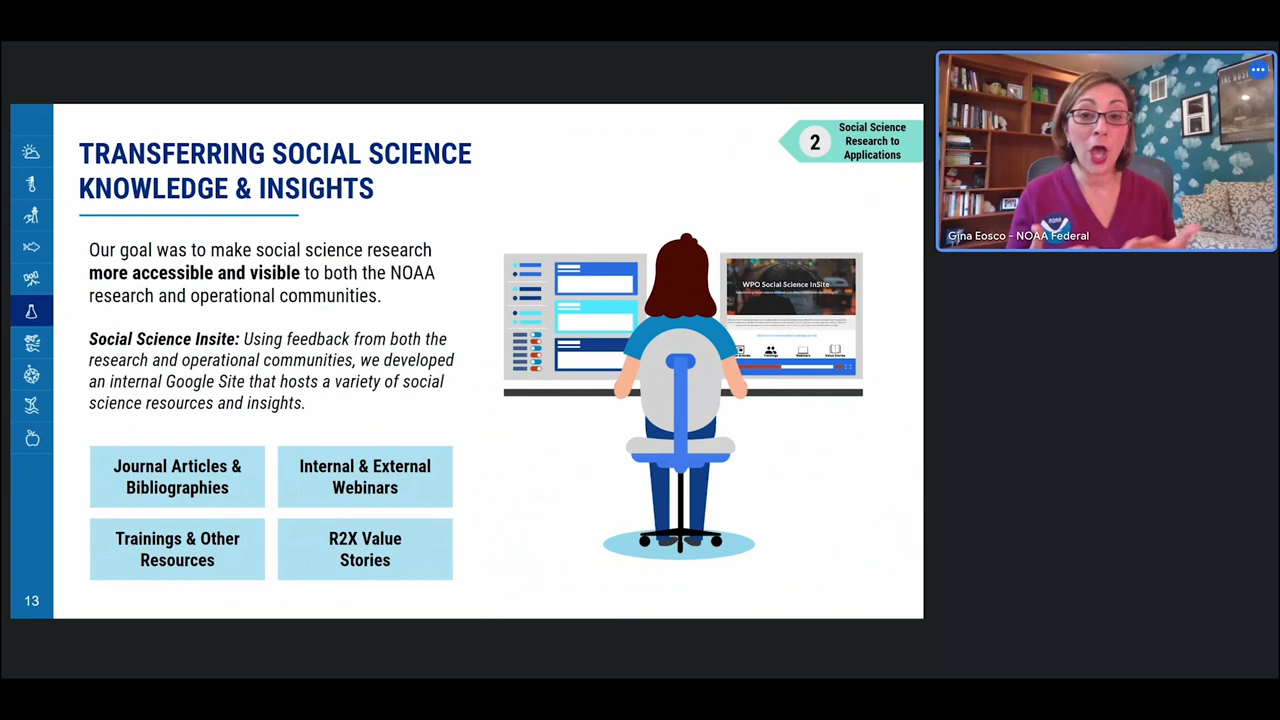 TRANSFERRING SOCIAL SCIENCE
KNOWLEDGE & INSIGHTS
Our goal was to make social science research
more accessible and visible to both the NOAA
research and operational communities.
Social Science Insite: Using feedback from both the
research and operational communities, we developed
an internal Google Site that hosts a variety of social
science resources and insights.
Journal Articles &
Bibliographies
Internal & External
Webinars
Trainings & Other
Resources
R2X Value
Stories
13
2
Social Science
Research to
Applications
WPO Social Science InSite
NOAA
Gina Eosco - NOAA Federal